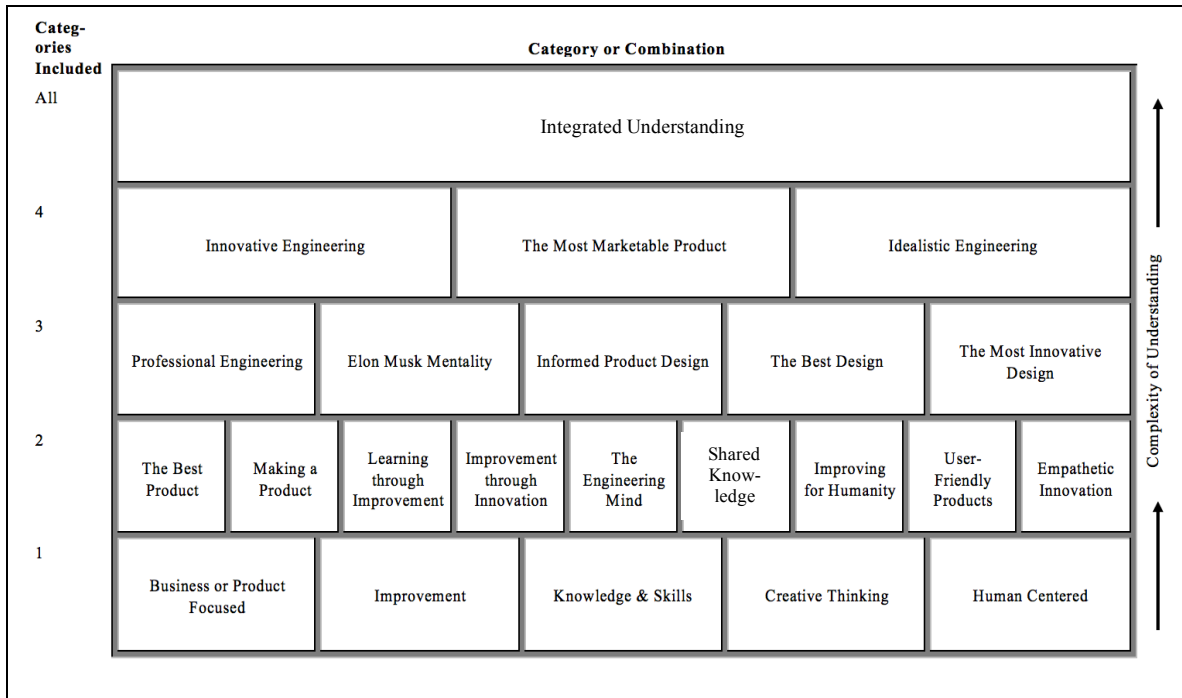 Categ-
ories
Included
Category or Combination
All
Integrated Understanding
4
Innovative Engineering
The Most Marketable Product
Idealistic Engineering
3
Professional Engineering
Elon Musk Mentality
Informed Product Design
The Best Design
The Most Innovative
Design
2
The Best
Product
Making a
Product
Learning
through
Improvement
Improvement
through
Innovation
The
Engineering
Mind
Shared
Know-
ledge
Improving
for Humanity
User-
Friendly
Products
Empathetic
Innovation
1
Business or Product
Focused
Improvement
Knowledge & Skills
Creative Thinking
Human Centered
Complexity of Understanding